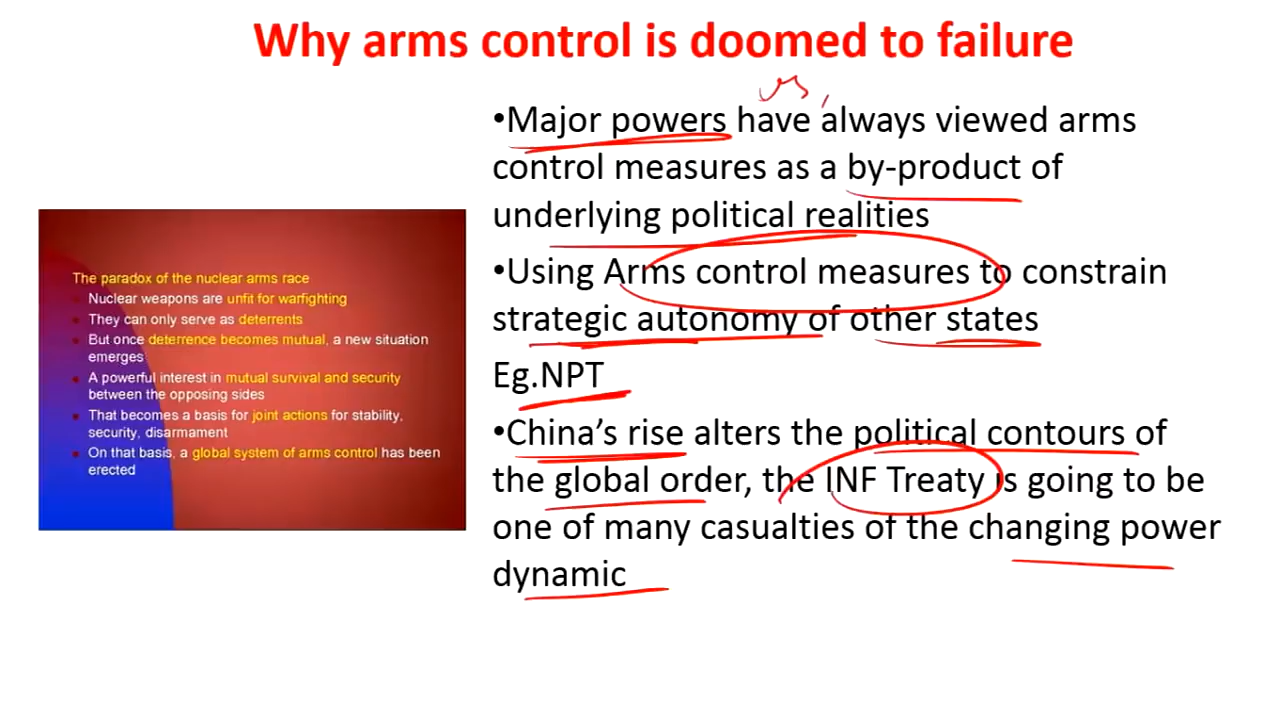 Why arms control is doomed to failure
•Major powers have always viewed arms
control measures as a by-product of
underlying political realities
•Using Arms control measures to constrain
strategic autonomy of other states
Eg.NPT
•China’s rise alters the political contours of
the global order, the INF Treaty is going to be
one of many casualties of the changing power
dynamic
The paradox of the nuclear arms race
Nuclear weapons are unfit for warfighting
They can only serve as deterrents
But once deterrence becomes mutual, a new situation
emerges
A powerful interest in mutual survival and security
between the opposing sides
That becomes a basis for joint actions for stability,
security, disarmament
On that basis, a global system of arms control has been
erected